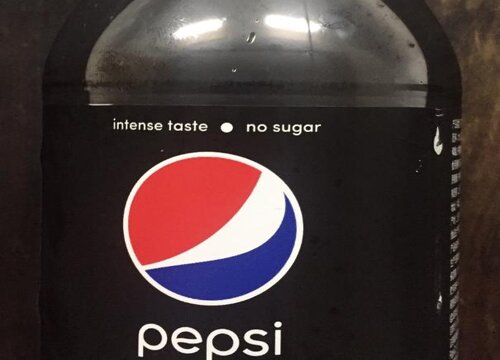 intense taste • no sugar
pepsi